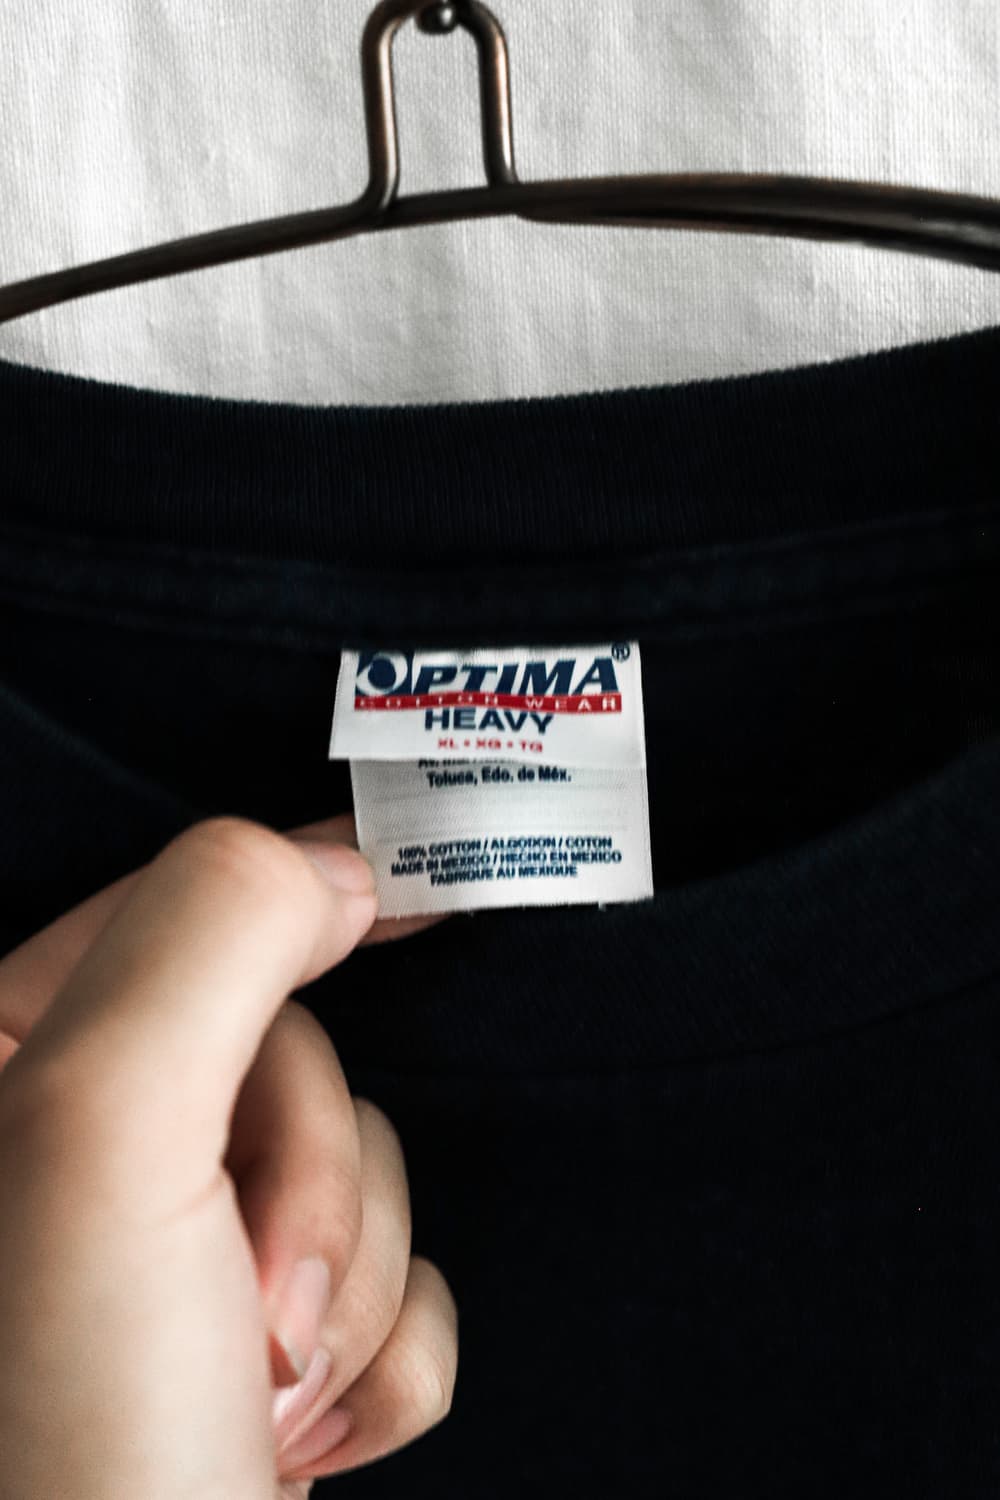 OPTIMA®
COTTON WEAR
HEAVY
XL • XG • TG
Toluca, Edo. de Méx.
100% COTTON / ALGODON / COTON
MADE IN MEXICO / HECHO EN MEXICO
FABRIQUE AU MEXIQUE